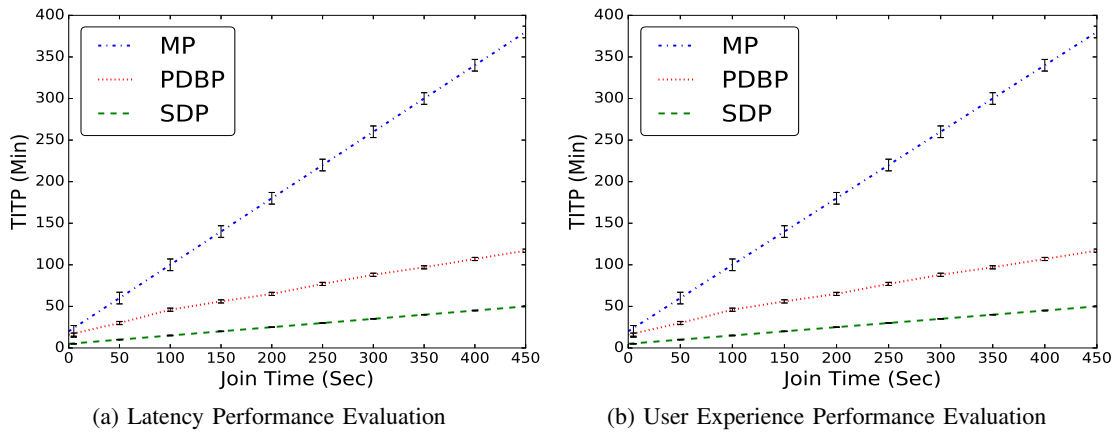 400
350
300
250
200
150
100
50
0
TITP (Min)
MP
PDBP
SDP
0 50 100 150 200 250 300 350 400 450
Join Time (Sec)
(a) Latency Performance Evaluation
400
350
300
250
200
150
100
50
0
TITP (Min)
MP
PDBP
SDP
0 50 100 150 200 250 300 350 400 450
Join Time (Sec)
(b) User Experience Performance Evaluation